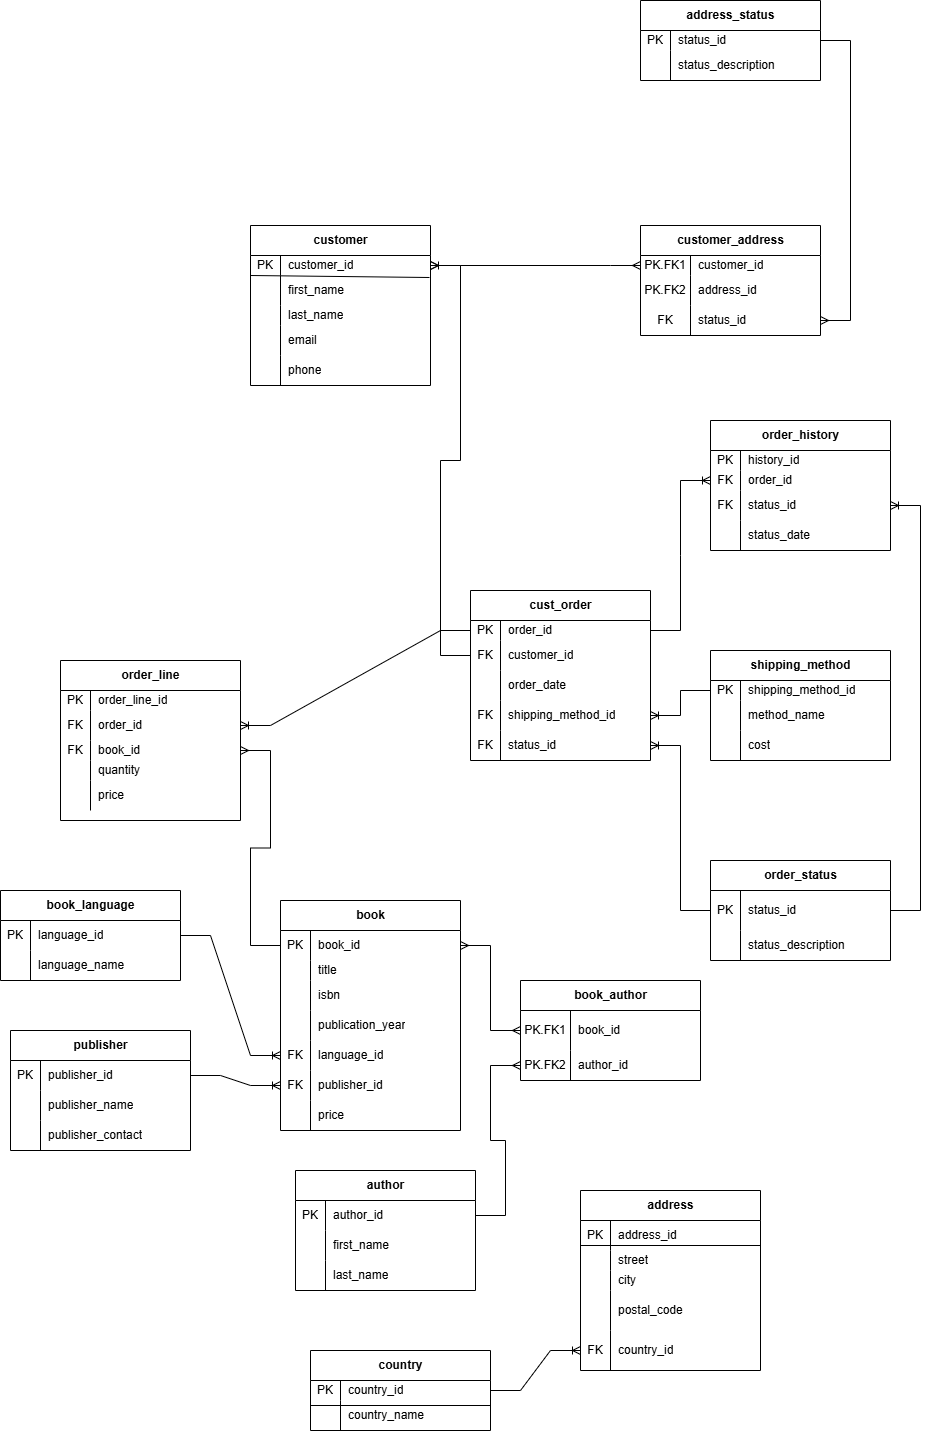 address_status
PK status_id
status_description
customer
PK customer_id
first_name
last_name
email
phone
customer_address
PK.FK1 customer_id
PK.FK2 address_id
FK status_id
order_history
PK history_id
FK order_id
FK status_id
status_date
cust_order
PK order_id
FK customer_id
order_date
FK shipping_method_id
FK status_id
shipping_method
PK shipping_method_id
method_name
cost
order_line
PK order_line_id
FK order_id
FK book_id
quantity
price
order_status
PK status_id
status_description
book_language
PK language_id
language_name
book
PK book_id
title
isbn
publication_year
FK language_id
FK publisher_id
price
book_author
PK.FK1 book_id
PK.FK2 author_id
publisher
PK publisher_id
publisher_name
publisher_contact
author
PK author_id
first_name
last_name
address
PK address_id
street
city
postal_code
FK country_id
country
PK country_id
country_name